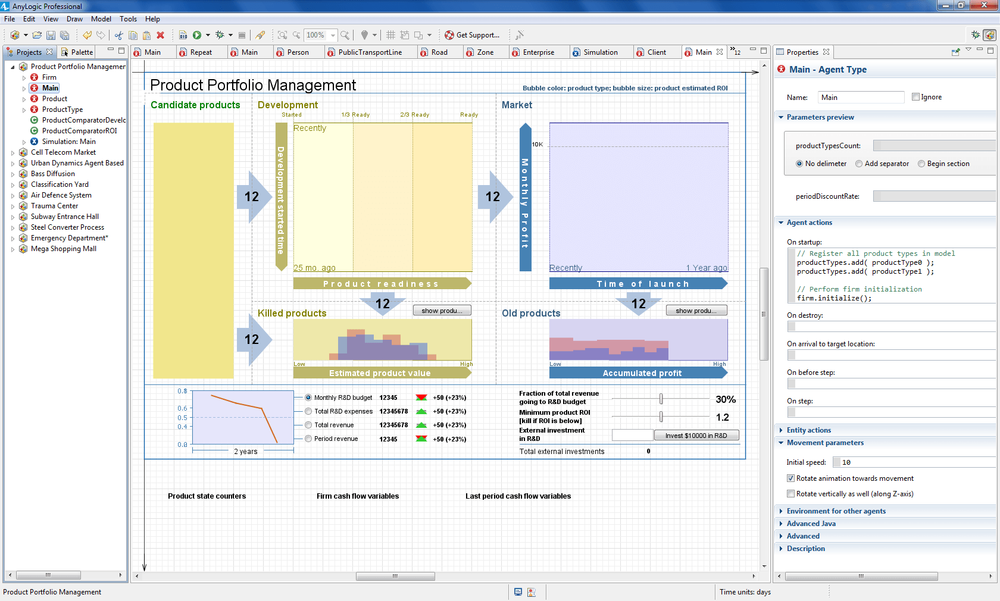 AnyLogic Professional
File Edit View Draw Model Tools Help
100% Get Support...
Projects Palette
Main Repeat Main Person PublicTransportLine Road Zone Enterprise Simulation Client Main 12
Properties
Product Portfolio Managemer
Firm
Main
Product
ProductType
ProductComparatorDevelc
ProductComparatorROI
Simulation: Main
Cell Telecom Market
Urban Dynamics Agent Based
Bass Diffusion
Classification Yard
Air Defence System
Trauma Center
Subway Entrance Hall
Steel Converter Process
Emergency Department*
Mega Shopping Mall
Product Portfolio Management
Bubble color: product type; bubble size: product estimated ROI
Candidate products
Development
Started 1/3 Ready 2/3 Ready Ready
Recently
Development started time
25 mo. ago
Product readiness
12
12
Market
10K
Monthly Profit
Recently 1 Year ago
Time of launch
12
12
12
Killed products
show produ...
Low High
Estimated product value
Old products
show produ...
Low High
Accumulated profit
0.8
0.6
0.5
0.4
0.0
2 years
Monthly R&D budget 12345 +50 (+23%)
Total R&D expenses 12345678 +50 (+23%)
Total revenue 12345678 +50 (+23%)
Period revenue 12345 +50 (+23%)
Fraction of total revenue
going to R&D budget
30%
Minimum product ROI
[kill if ROI is below]
1.2
External investment
in R&D
Invest $10000 in R&D
Total external investments 0
Product state counters Firm cash flow variables Last period cash flow variables
Main - Agent Type
Name: Main Ignore
Parameters preview
productTypesCount:
No delimeter Add separator Begin section
periodDiscountRate:
Agent actions
On startup:
// Register all product types in model
productTypes.add( productType0 );
productTypes.add( productType1 );
// Perform firm initialization
firm.initialize();
On destroy:
On arrival to target location:
On before step:
On step:
Entity actions
Movement parameters
Initial speed: 10
Rotate animation towards movement
Rotate vertically as well (along Z-axis)
Environment for other agents
Advanced Java
Advanced
Description
Product Portfolio Management
Time units: days